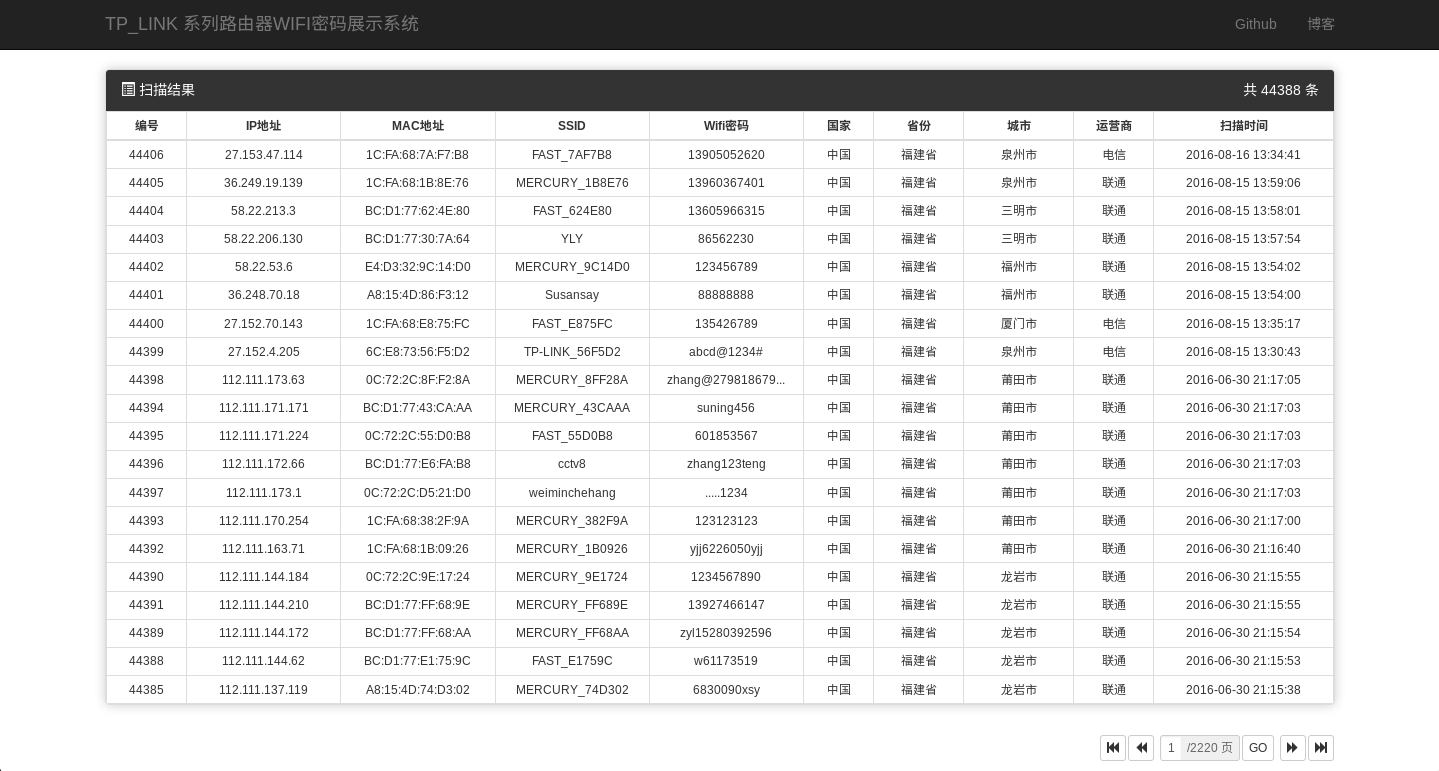 TP_LINK 系列路由器WIFI密码展示系统 Github 博客
扫描结果 共 44388 条
编号 IP地址 MAC地址 SSID Wifi密码 国家 省份 城市 运营商 扫描时间
44406 27.153.47.114 1C:FA:68:7A:F7:B8 FAST_7AF7B8 13905052620 中国 福建省 泉州市 电信 2016-08-16 13:34:41
44405 36.249.19.139 1C:FA:68:1B:8E:76 MERCURY_1B8E76 13960367401 中国 福建省 泉州市 联通 2016-08-15 13:59:06
44404 58.22.213.3 BC:D1:77:62:4E:80 FAST_624E80 13605966315 中国 福建省 三明市 联通 2016-08-15 13:58:01
44403 58.22.206.130 BC:D1:77:30:7A:64 YLY 86562230 中国 福建省 三明市 联通 2016-08-15 13:57:54
44402 58.22.53.6 E4:D3:32:9C:14:D0 MERCURY_9C14D0 123456789 中国 福建省 福州市 联通 2016-08-15 13:54:02
44401 36.248.70.18 A8:15:4D:86:F3:12 Susansay 88888888 中国 福建省 福州市 联通 2016-08-15 13:54:00
44400 27.152.70.143 1C:FA:68:E8:75:FC FAST_E875FC 135426789 中国 福建省 厦门市 电信 2016-08-15 13:35:17
44399 27.152.4.205 6C:E8:73:56:F5:D2 TP-LINK_56F5D2 abcd@1234# 中国 福建省 泉州市 电信 2016-08-15 13:30:43
44398 112.111.173.63 0C:72:2C:8F:F2:8A MERCURY_8FF28A zhang@279818679... 中国 福建省 莆田市 联通 2016-06-30 21:17:05
44394 112.111.171.171 BC:D1:77:43:CA:AA MERCURY_43CAAA suning456 中国 福建省 莆田市 联通 2016-06-30 21:17:03
44395 112.111.171.224 0C:72:2C:55:D0:B8 FAST_55D0B8 601853567 中国 福建省 莆田市 联通 2016-06-30 21:17:03
44396 112.111.172.66 BC:D1:77:E6:FA:B8 cctv8 zhang123teng 中国 福建省 莆田市 联通 2016-06-30 21:17:03
44397 112.111.173.1 0C:72:2C:D5:21:D0 weiminchehang .....1234 中国 福建省 莆田市 联通 2016-06-30 21:17:03
44393 112.111.170.254 1C:FA:68:38:2F:9A MERCURY_382F9A 123123123 中国 福建省 莆田市 联通 2016-06-30 21:17:00
44392 112.111.163.71 1C:FA:68:1B:09:26 MERCURY_1B0926 yjj6226050yjj 中国 福建省 莆田市 联通 2016-06-30 21:16:40
44390 112.111.144.184 0C:72:2C:9E:17:24 MERCURY_9E1724 1234567890 中国 福建省 龙岩市 联通 2016-06-30 21:15:55
44391 112.111.144.210 BC:D1:77:FF:68:9E MERCURY_FF689E 13927466147 中国 福建省 龙岩市 联通 2016-06-30 21:15:55
44389 112.111.144.172 BC:D1:77:FF:68:AA MERCURY_FF68AA zyl15280392596 中国 福建省 龙岩市 联通 2016-06-30 21:15:54
44388 112.111.144.62 BC:D1:77:E1:75:9C FAST_E1759C w61173519 中国 福建省 龙岩市 联通 2016-06-30 21:15:53
44385 112.111.137.119 A8:15:4D:74:D3:02 MERCURY_74D302 6830090xsy 中国 福建省 龙岩市 联通 2016-06-30 21:15:38
1 /2220 页 GO